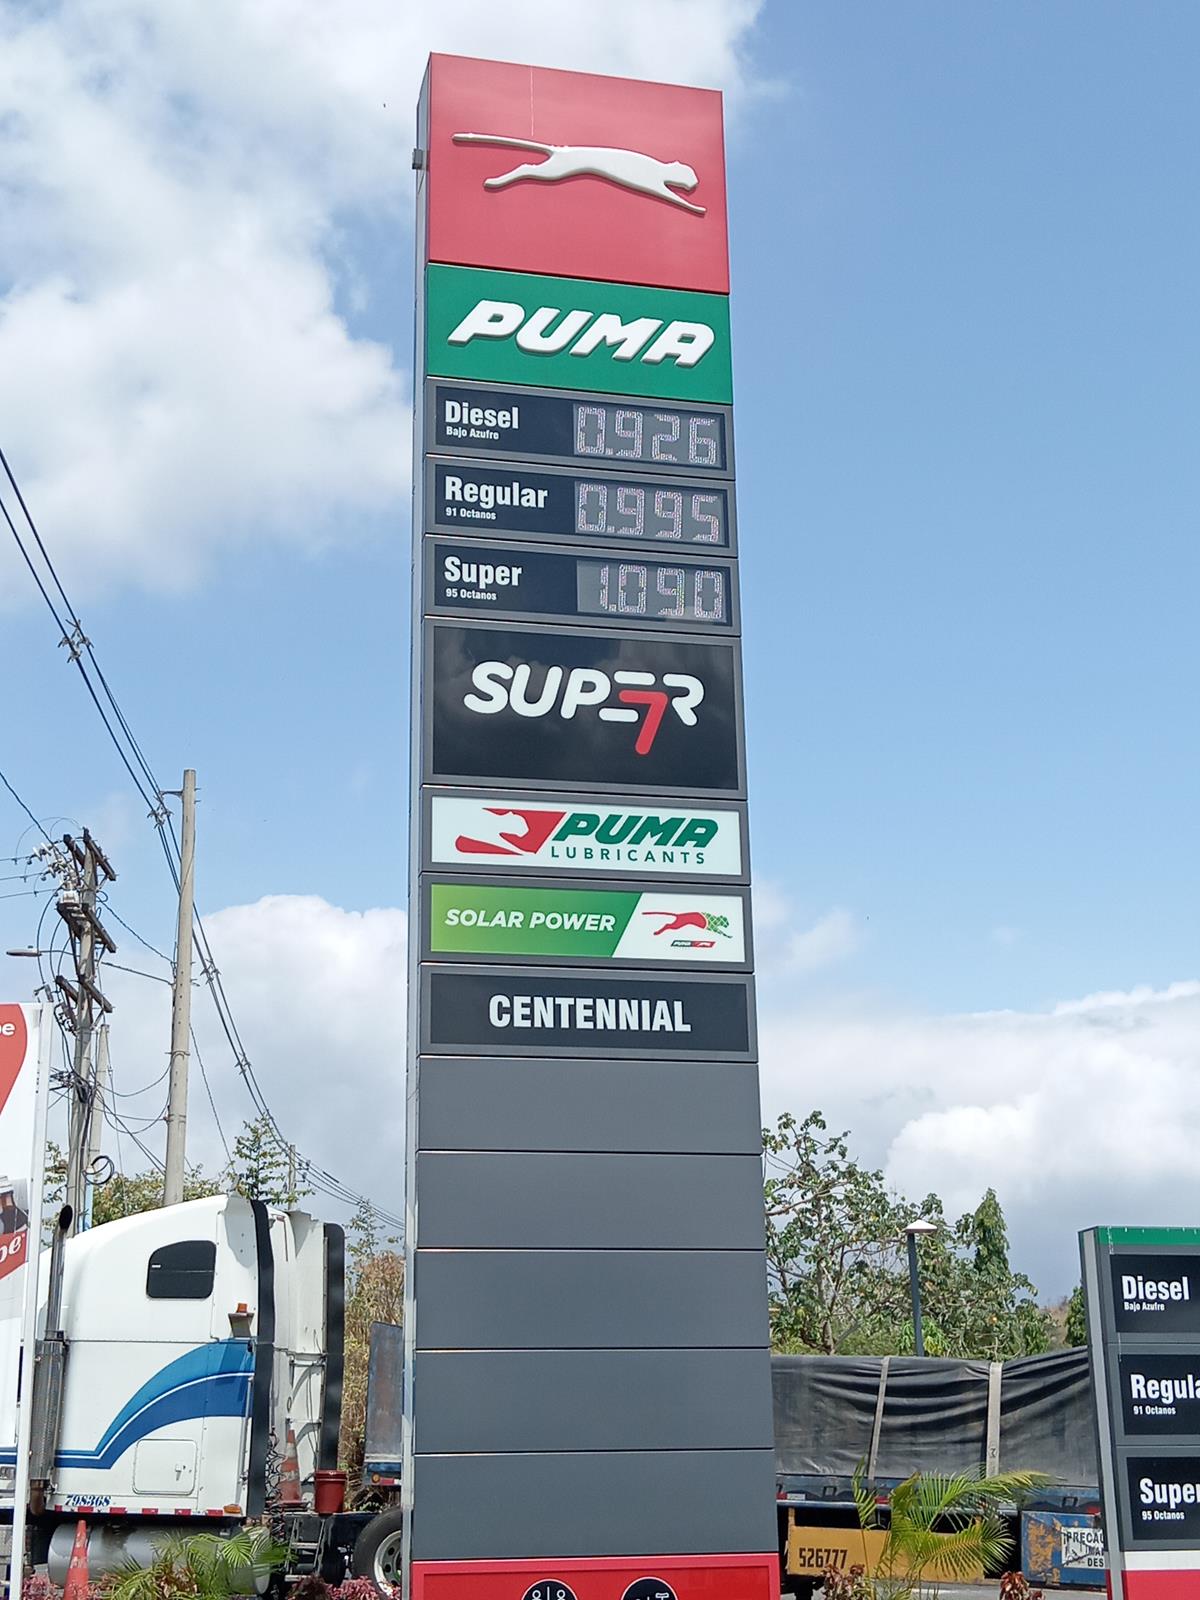 PUMA
Diesel
Bajo Azufre
0.926
Regular
91 Octanos
0.995
Super
95 Octanos
1.090
SUPER7
PUMA
LUBRICANTS
SOLAR POWER
CENTENNIAL
798368
526777
Diesel
Bajo Azufre
91 Octanos
Super
95 Octanos